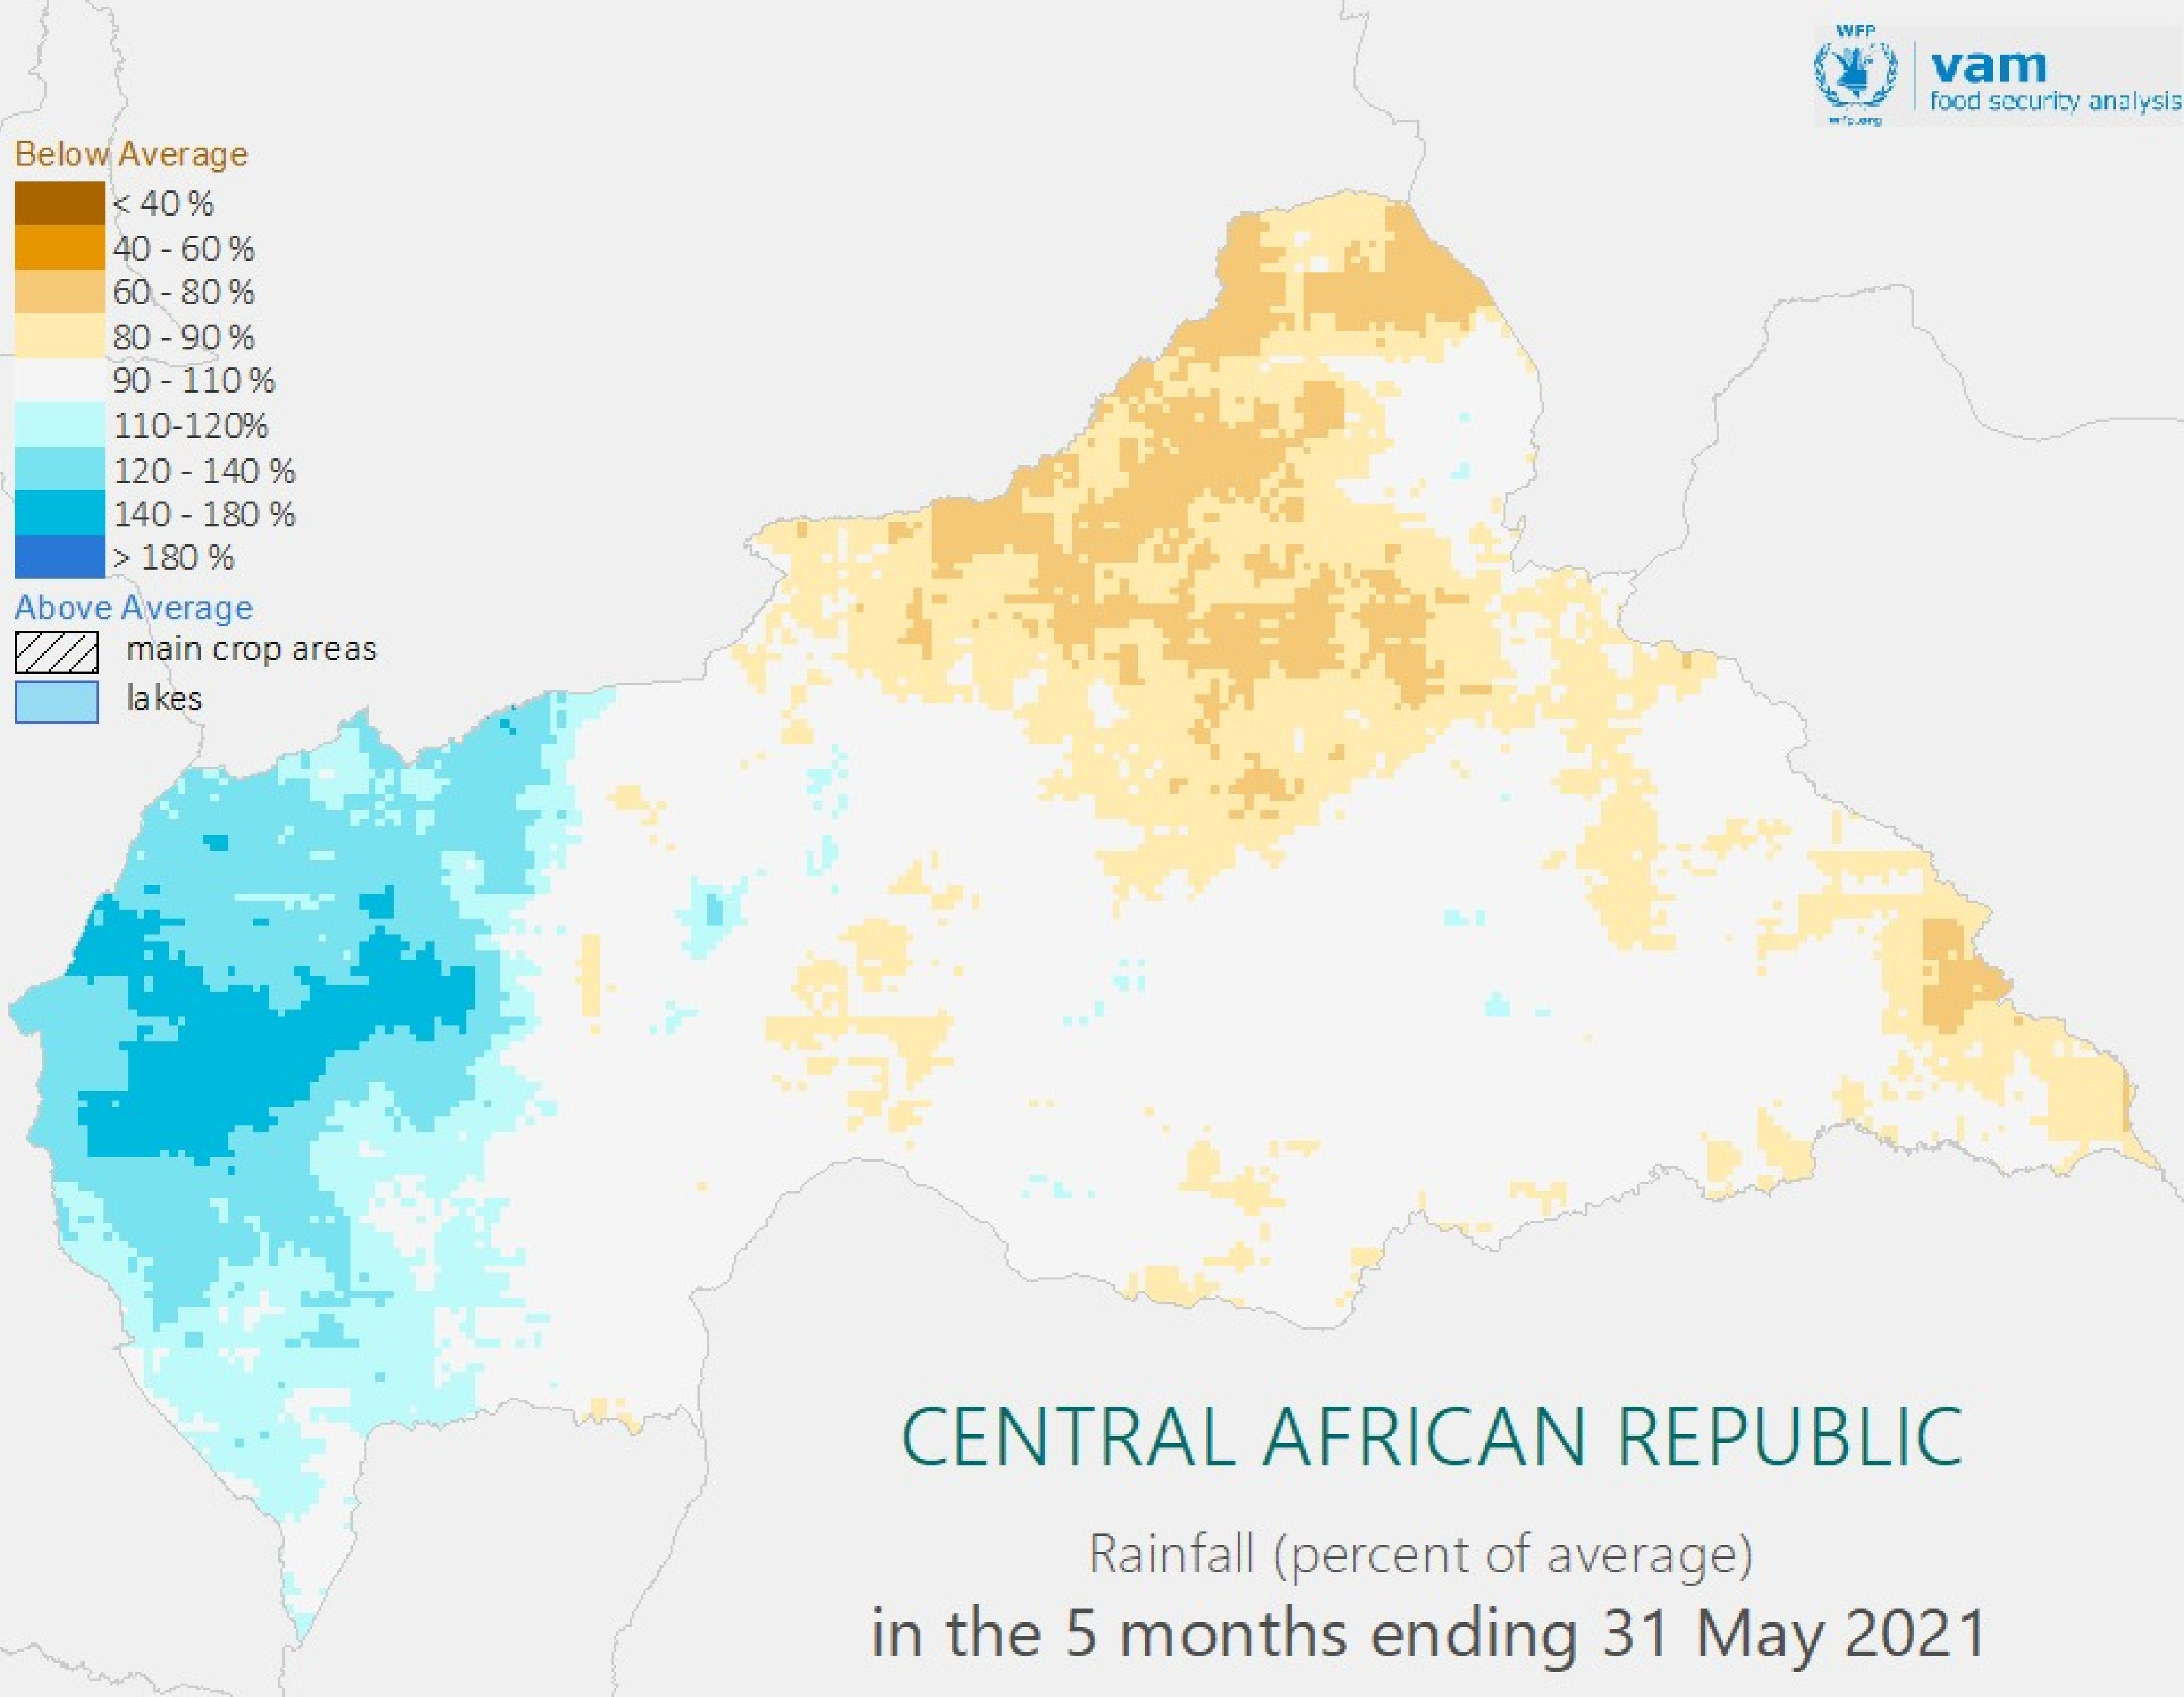 WFP
vam
food security analysis
wfp.org
Below Average
< 40 %
40 - 60 %
60 - 80 %
80 - 90 %
90 - 110 %
110-120%
120 - 140 %
140 - 180 %
> 180 %
Above Average
main crop areas
lakes
CENTRAL AFRICAN REPUBLIC
Rainfall (percent of average)
in the 5 months ending 31 May 2021